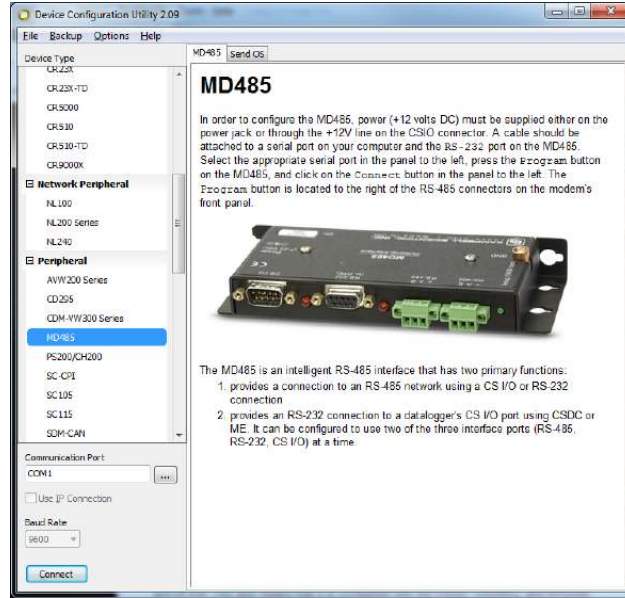 Device Configuration Utility 2.09
File Backup Options Help
Device Type
CR23X
CR23X-TD
CR5000
CR510
CR510-TD
CR9000X
Network Peripheral
NL100
NL200 Series
NL240
Peripheral
AVW200 Series
CD295
CDM-VW300 Series
MD485
PS200/CH200
SC-CPI
SC105
SC115
SDM-CAN
Communication Port
COM1
...
Use IP Connection
Baud Rate
9600
Connect
MD485 Send OS
MD485
In order to configure the MD485, power (+12 volts DC) must be supplied either on the
power jack or through the +12V line on the CSIO connector. A cable should be
attached to a serial port on your computer and the RS-232 port on the MD485.
Select the appropriate serial port in the panel to the left, press the Program button
on the MD485, and click on the Connect button in the panel to the left. The
Program button is located to the right of the RS-485 connectors on the modem's
front panel.
MD485
The MD485 is an intelligent RS-485 interface that has two primary functions:
1. provides a connection to an RS-485 network using a CS I/O or RS-232
connection
2. provides an RS-232 connection to a datalogger's CS I/O port using CSDC or
ME. It can be configured to use two of the three interface ports (RS-485,
RS-232, CS I/O) at a time.